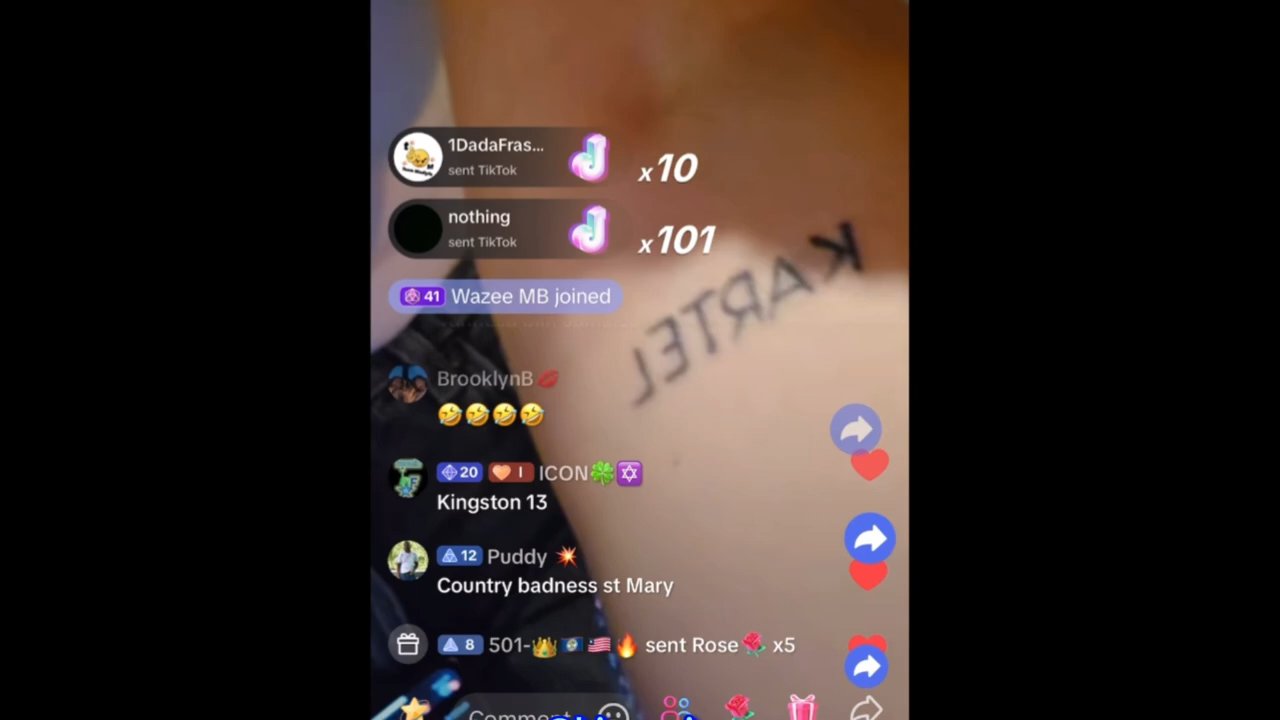 1DadaFras...
sent TikTok
x10
nothing
sent TikTok
x101
41 Wazee MB joined
KARTEL
BrooklynB💋
🤣🤣🤣🤣
20 I ICON🍀🔯
Kingston 13
12 Puddy 💥
Country badness st Mary
8 501-👑🇧🇿🇱🇷🔥 sent Rose🌹 x5